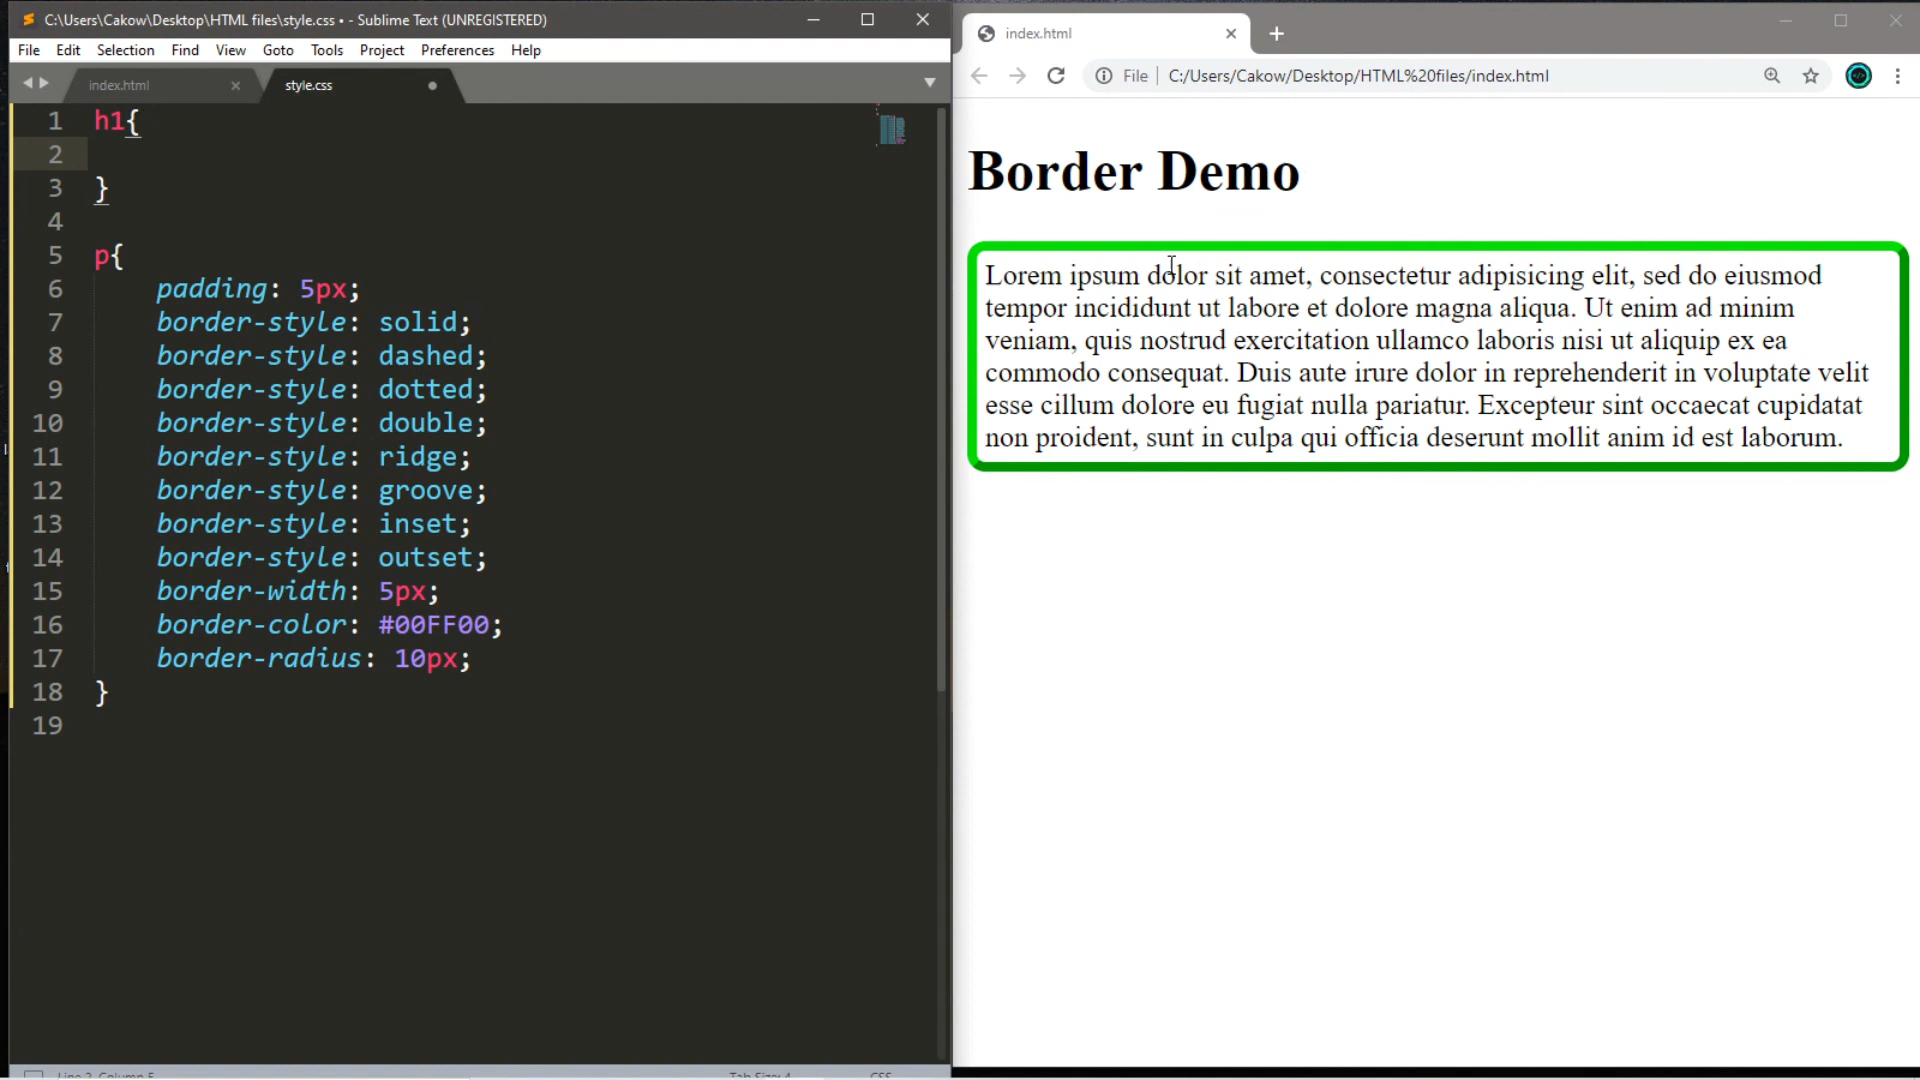 C:\Users\Cakow\Desktop\HTML files\style.css • - Sublime Text (UNREGISTERED)
File Edit Selection Find View Goto Tools Project Preferences Help
index.html
style.css
1 h1{
2
3 }
4
5 p{
6 padding: 5px;
7 border-style: solid;
8 border-style: dashed;
9 border-style: dotted;
10 border-style: double;
11 border-style: ridge;
12 border-style: groove;
13 border-style: inset;
14 border-style: outset;
15 border-width: 5px;
16 border-color: #00FF00;
17 border-radius: 10px;
18 }
19
Line 2, Column 5
Tab Size: 4
CSS
index.html
File C:/Users/Cakow/Desktop/HTML%20files/index.html
Border Demo
Lorem ipsum dolor sit amet, consectetur adipisicing elit, sed do eiusmod
tempor incididunt ut labore et dolore magna aliqua. Ut enim ad minim
veniam, quis nostrud exercitation ullamco laboris nisi ut aliquip ex ea
commodo consequat. Duis aute irure dolor in reprehenderit in voluptate velit
esse cillum dolore eu fugiat nulla pariatur. Excepteur sint occaecat cupidatat
non proident, sunt in culpa qui officia deserunt mollit anim id est laborum.